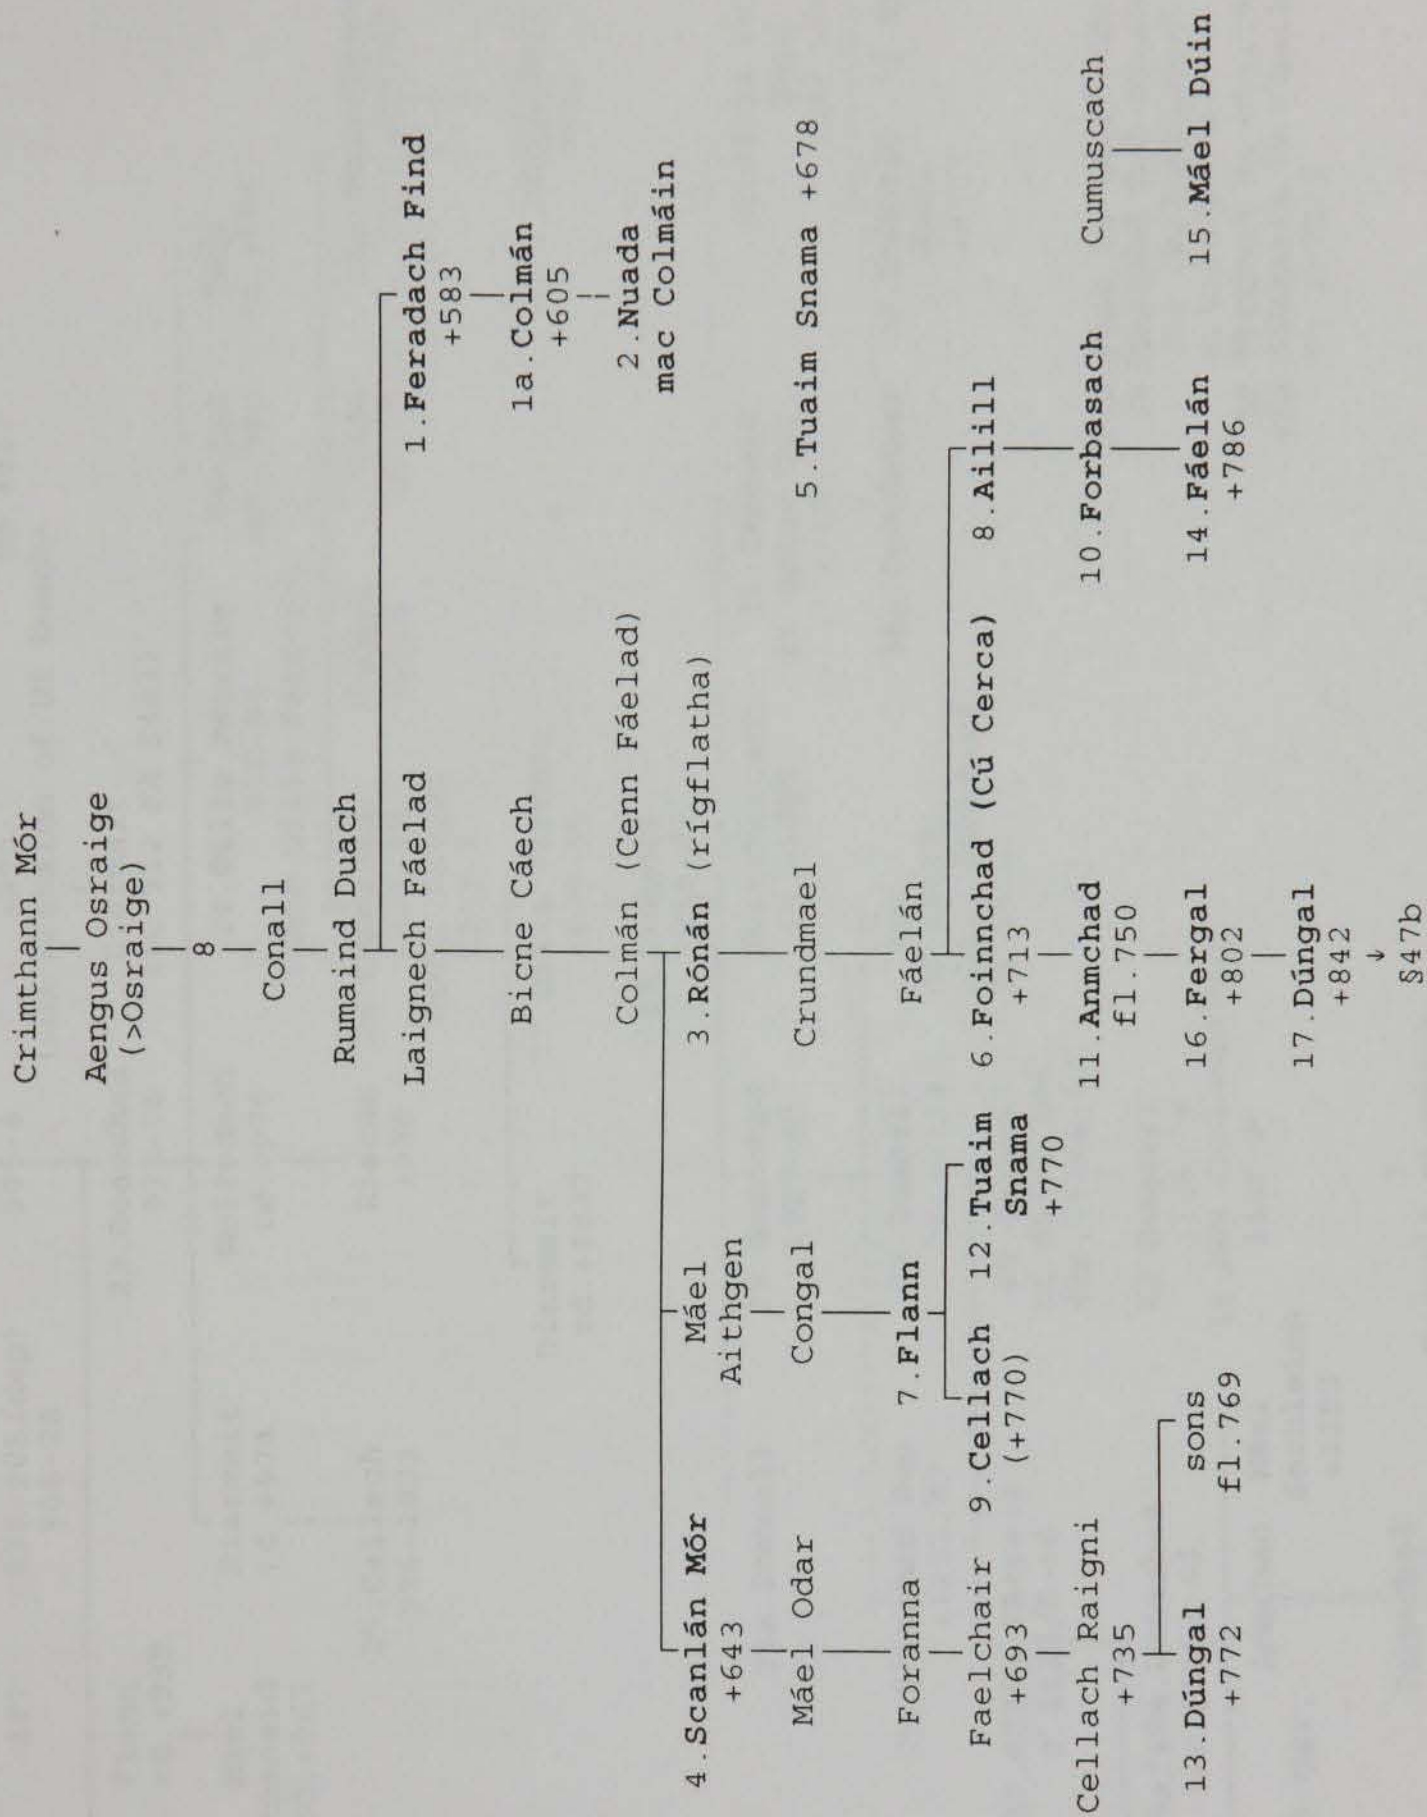 Crimthann Mór
Aengus Osraige
(>Osraige)
8
Conall
Rumaind Duach
Laignech Fáelad
1.Feradach Find
+583
Bicne Cáech
1a.Colmán
+605
Colmán (Cenn Fáelad)
2.Nuada
mac Colmáin
4.Scanlán Mór
+643
Máel
Aithgen
3.Rónán (rígflatha)
Máel Odar
Congal
Crundmael
5.Tuaim Snama +678
Foranna
7.Flann
Fáelán
Faelchair
+693
9.Cellach
(+770)
12.Tuaim
Snama
+770
6.Foinnchad (Cú Cerca)
+713
8.Ailill
Cellach Raigni
+735
11.Anmchad
fl.750
10.Forbasach
Cumuscach
13.Dúngal
+772
sons
fl.769
16.Fergal
+802
14.Fáelán
+786
15.Máel Dúin
17.Dúngal
+842
↓
§47b